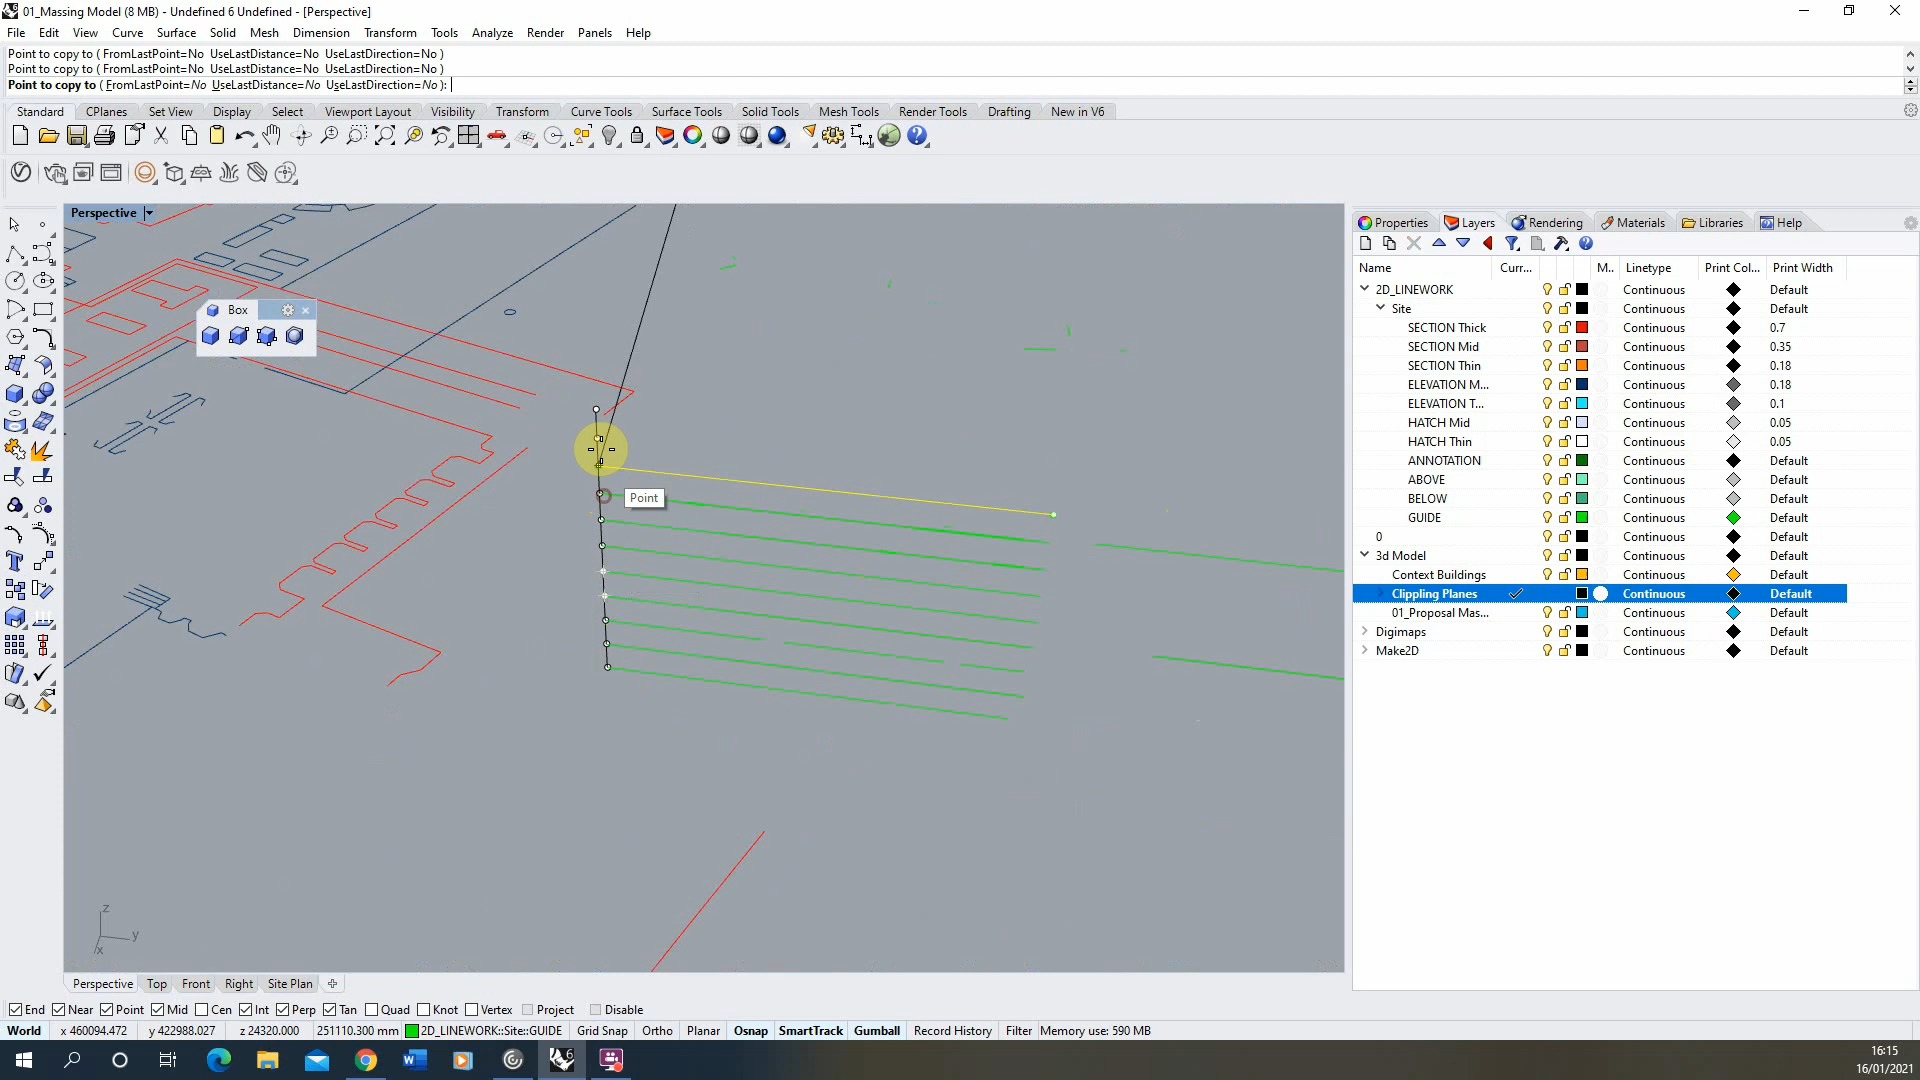 01_Massing Model (8 MB) - Undefined 6 Undefined - [Perspective]
File Edit View Curve Surface Solid Mesh Dimension Transform Tools Analyze Render Panels Help
Point to copy to ( FromLastPoint=No UseLastDistance=No UseLastDirection=No )
Point to copy to ( FromLastPoint=No UseLastDistance=No UseLastDirection=No )
Point to copy to ( FromLastPoint=No UseLastDistance=No UseLastDirection=No ):
Standard CPlanes Set View Display Select Viewport Layout Visibility Transform Curve Tools Surface Tools Solid Tools Mesh Tools Render Tools Drafting New in V6
Perspective
Box
Point
z
y
x
Properties Layers Rendering Materials Libraries Help
Name Curr... M.. Linetype Print Col... Print Width
2D_LINEWORK Continuous Default
Site Continuous Default
SECTION Thick Continuous 0.7
SECTION Mid Continuous 0.35
SECTION Thin Continuous 0.18
ELEVATION M... Continuous 0.18
ELEVATION T... Continuous 0.1
HATCH Mid Continuous 0.05
HATCH Thin Continuous 0.05
ANNOTATION Continuous Default
ABOVE Continuous Default
BELOW Continuous Default
GUIDE Continuous Default
0 Continuous Default
3d Model Continuous Default
Context Buildings Continuous Default
Clippling Planes Continuous Default
01_Proposal Mas... Continuous Default
Digimaps Continuous Default
Make2D Continuous Default
Perspective Top Front Right Site Plan
End Near Point Mid Cen Int Perp Tan Quad Knot Vertex Project Disable
World x 460094.472 y 422988.027 z 24320.000 251110.300 mm 2D_LINEWORK::Site::GUIDE Grid Snap Ortho Planar Osnap SmartTrack Gumball Record History Filter Memory use: 590 MB
16:15
16/01/2021